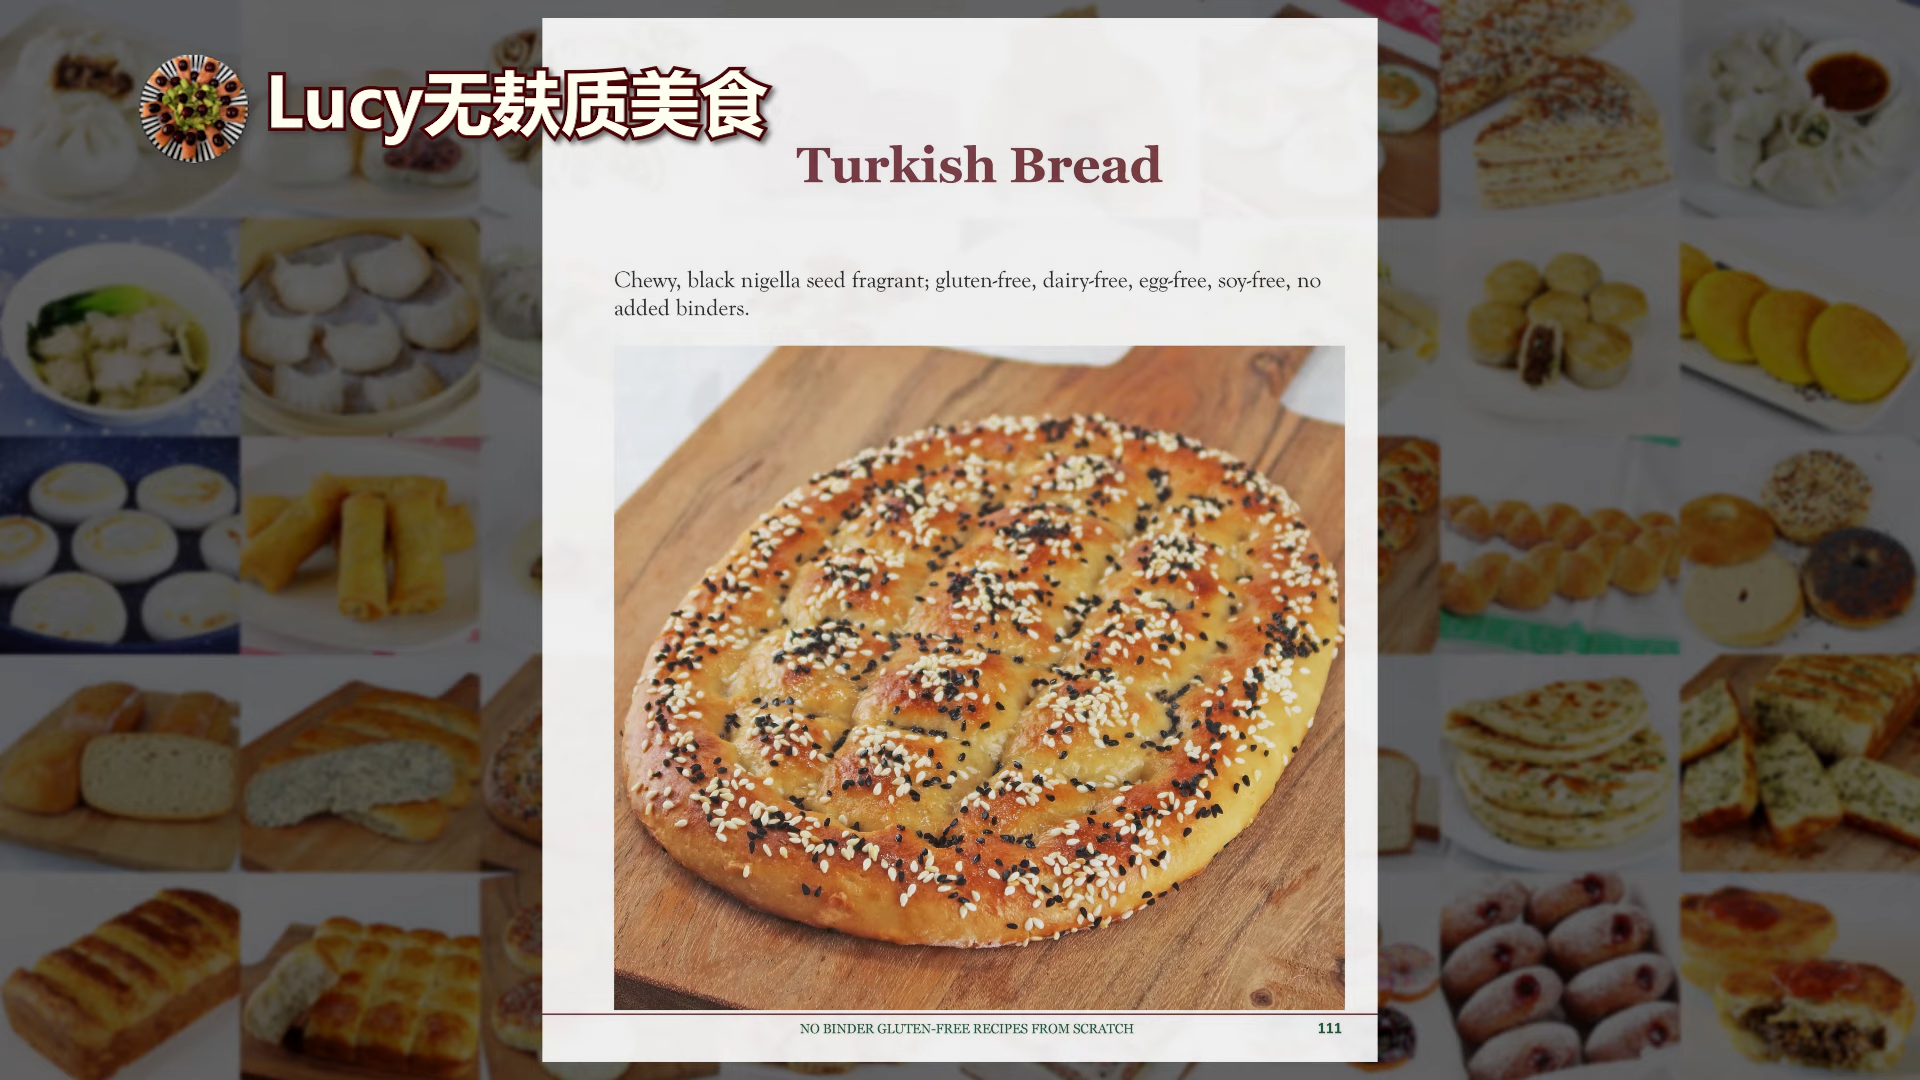 Lucy无麸质美食
Turkish Bread
Chewy, black nigella seed fragrant; gluten-free, dairy-free, egg-free, soy-free, no
added binders.
NO BINDER GLUTEN-FREE RECIPES FROM SCRATCH
111